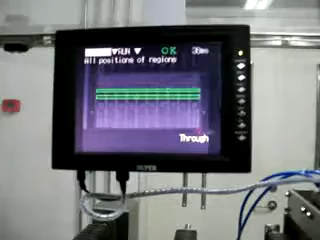 ▼RUN ▼ OK 36ms
All positions of regions
Through